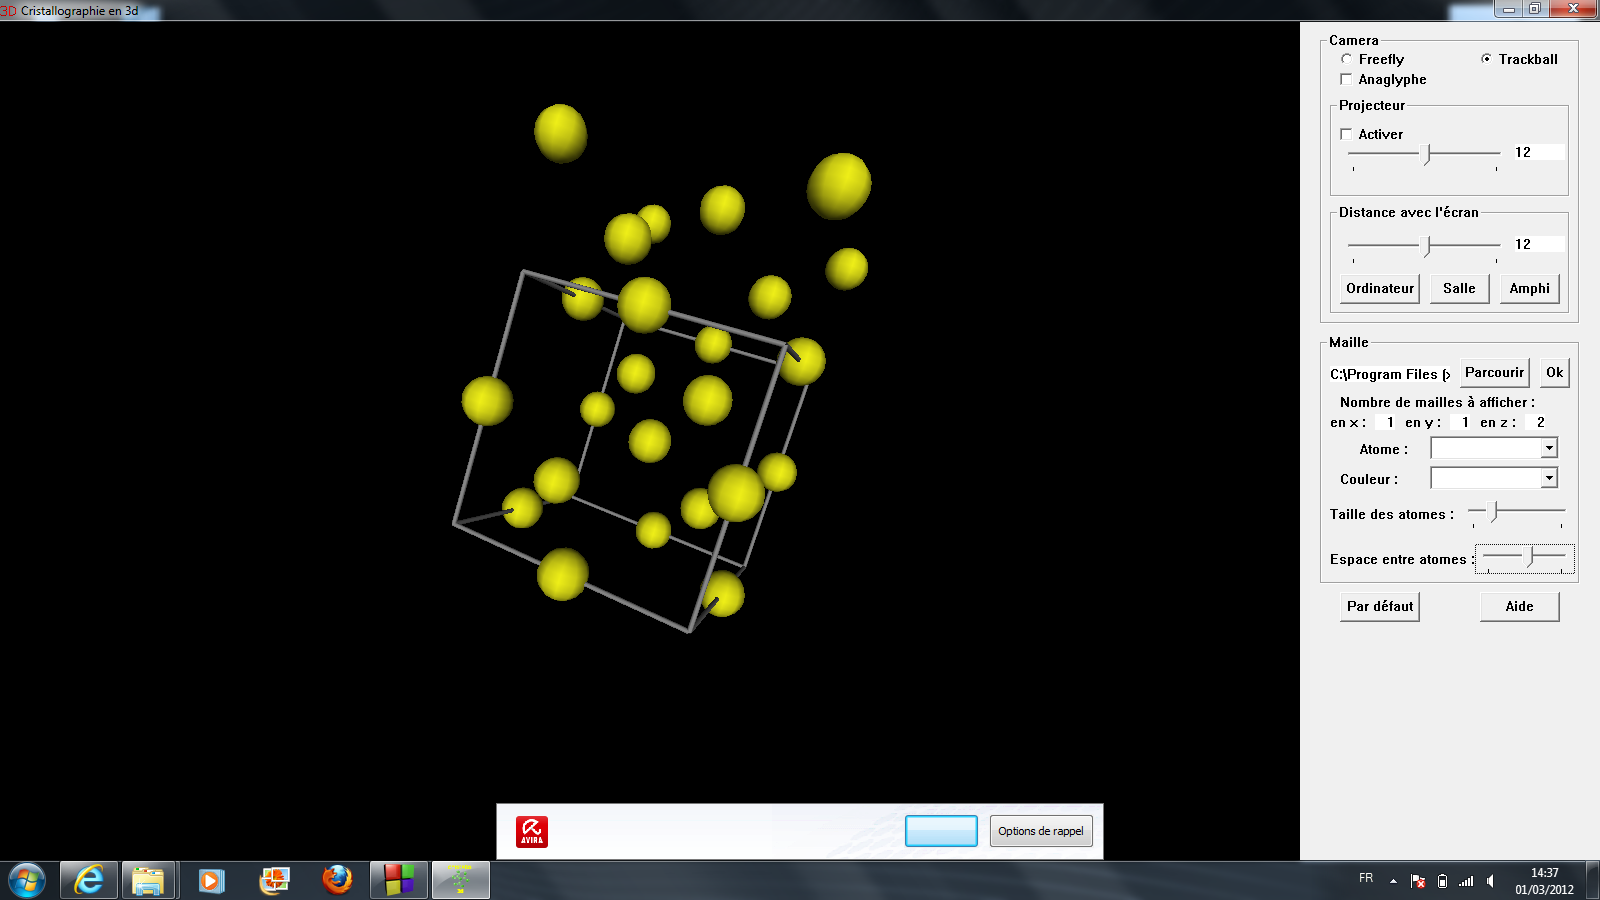 3D Cristallographie en 3d
Camera
Freefly Trackball
Anaglyphe
Projecteur
Activer
12
Distance avec l'écran
12
Ordinateur Salle Amphi
Maille
C:\Program Files (x Parcourir Ok
Nombre de mailles à afficher :
en x : 1 en y : 1 en z : 2
Atome :
Couleur :
Taille des atomes :
Espace entre atomes :
Par défaut Aide
AVIRA
Options de rappel
FR
14:37
01/03/2012